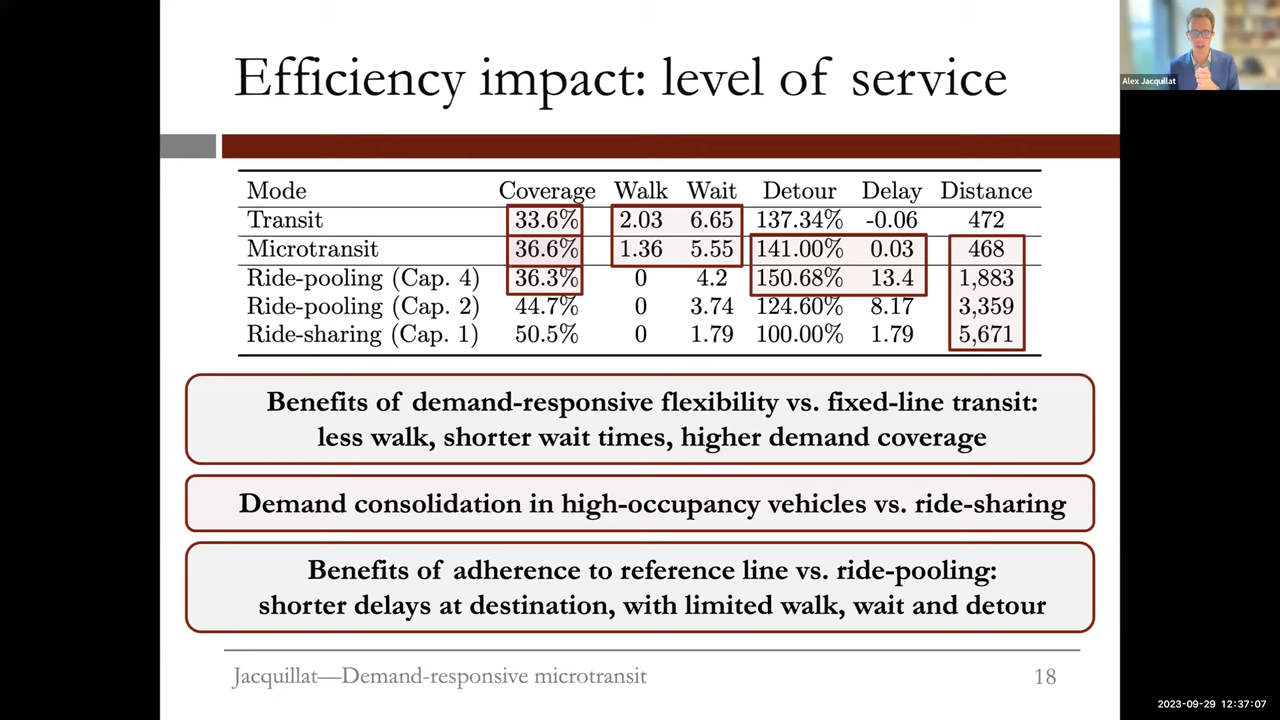 Efficiency impact: level of service
Alex Jacquillat
Mode Coverage Walk Wait Detour Delay Distance
Transit 33.6% 2.03 6.65 137.34% -0.06 472
Microtransit 36.6% 1.36 5.55 141.00% 0.03 468
Ride-pooling (Cap. 4) 36.3% 0 4.2 150.68% 13.4 1,883
Ride-pooling (Cap. 2) 44.7% 0 3.74 124.60% 8.17 3,359
Ride-sharing (Cap. 1) 50.5% 0 1.79 100.00% 1.79 5,671
Benefits of demand-responsive flexibility vs. fixed-line transit:
less walk, shorter wait times, higher demand coverage
Demand consolidation in high-occupancy vehicles vs. ride-sharing
Benefits of adherence to reference line vs. ride-pooling:
shorter delays at destination, with limited walk, wait and detour
Jacquillat—Demand-responsive microtransit 18
2023-09-29 12:37:07